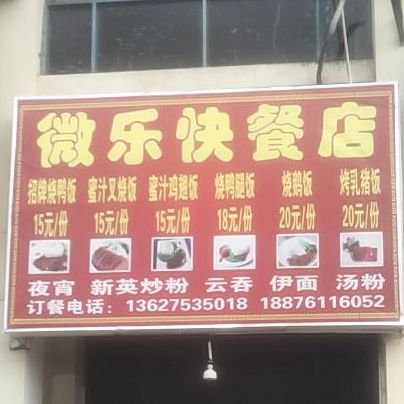 微乐快餐店
招牌烧鸭饭 蜜汁叉烧饭 蜜汁鸡翅饭 烧鸭腿饭 烧鹅饭 烤乳猪饭
15元/份 15元/份 15元/份 18元/份 20元/份 20元/份
夜宵 新英炒粉 云吞 伊面 汤粉
订餐电话：13627535018 18876116052